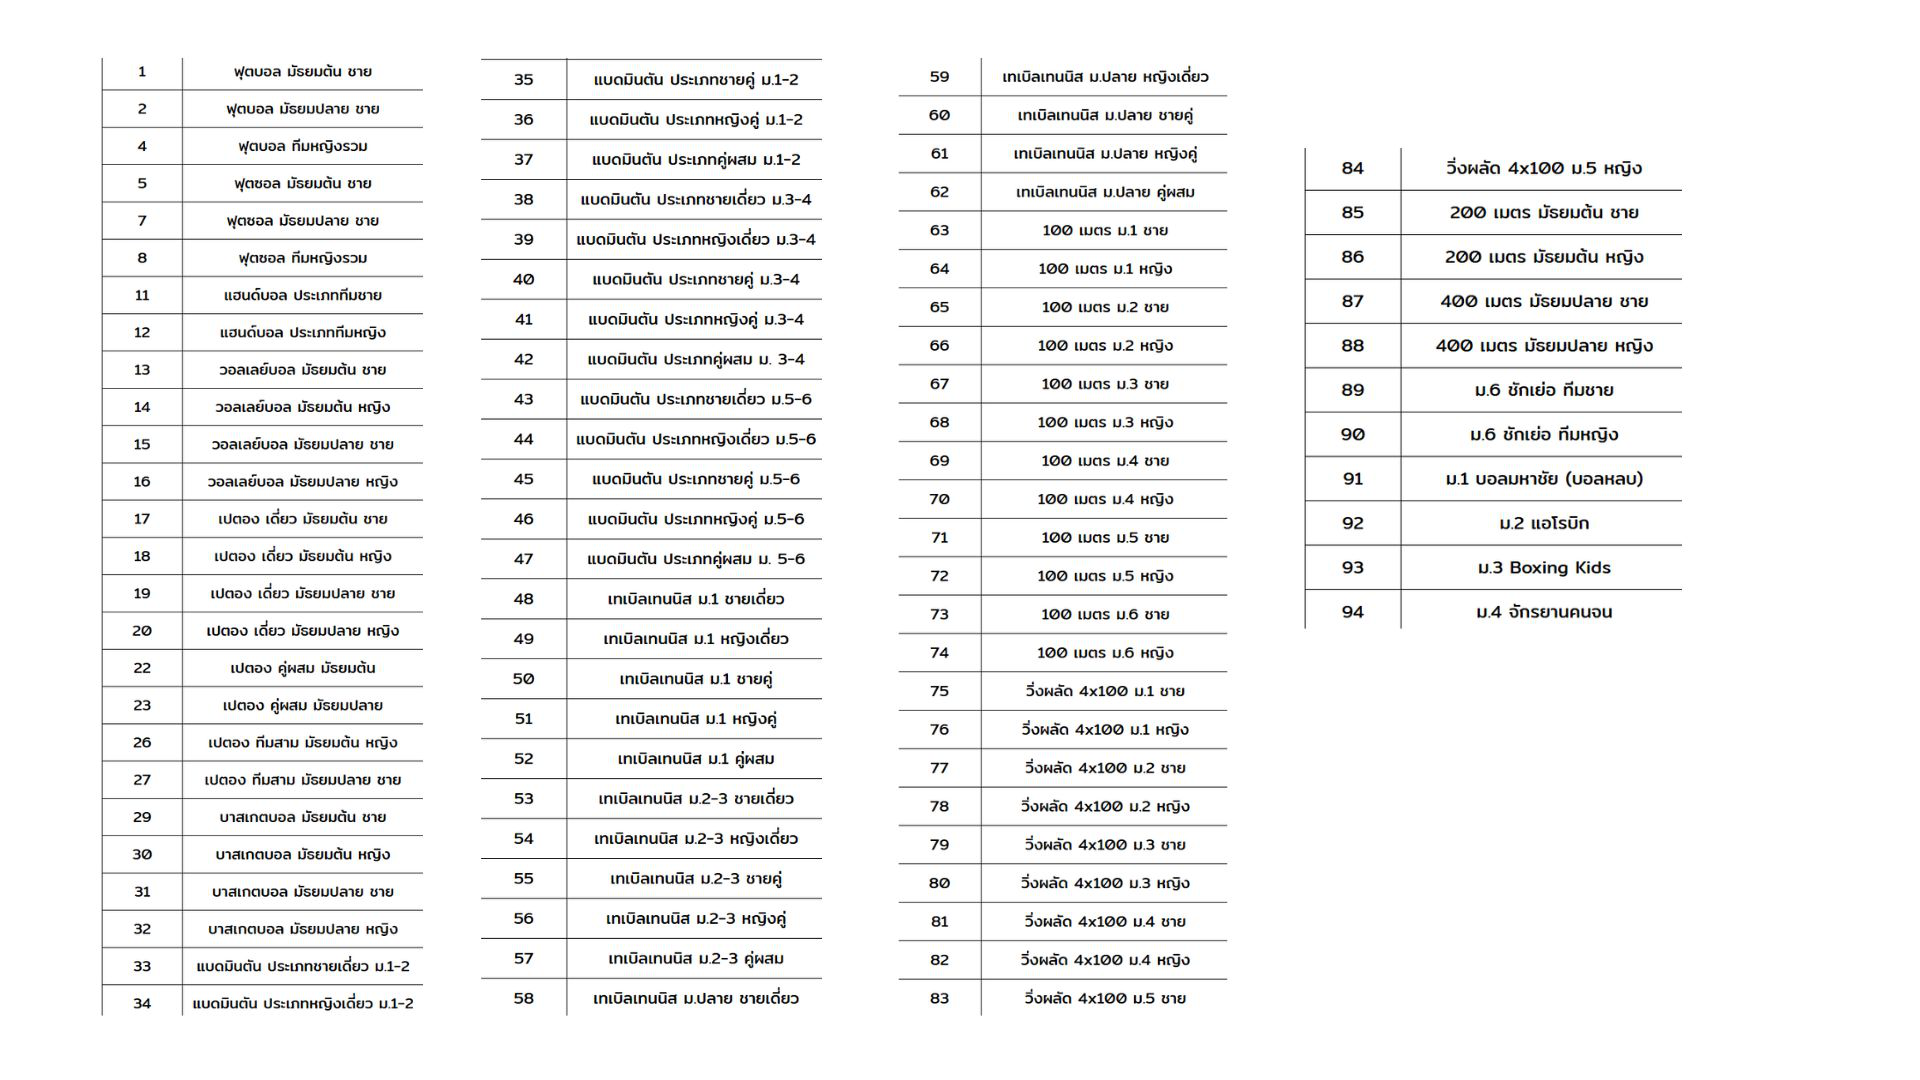 1 ฟุตบอล มัธยมต้น ชาย
2 ฟุตบอล มัธยมปลาย ชาย
4 ฟุตบอล ทีมหญิงรวม
5 ฟุตซอล มัธยมต้น ชาย
7 ฟุตซอล มัธยมปลาย ชาย
8 ฟุตซอล ทีมหญิงรวม
11 แฮนด์บอล ประเภททีมชาย
12 แฮนด์บอล ประเภททีมหญิง
13 วอลเลย์บอล มัธยมต้น ชาย
14 วอลเลย์บอล มัธยมต้น หญิง
15 วอลเลย์บอล มัธยมปลาย ชาย
16 วอลเลย์บอล มัธยมปลาย หญิง
17 เปตอง เดี่ยว มัธยมต้น ชาย
18 เปตอง เดี่ยว มัธยมต้น หญิง
19 เปตอง เดี่ยว มัธยมปลาย ชาย
20 เปตอง เดี่ยว มัธยมปลาย หญิง
22 เปตอง คู่ผสม มัธยมต้น
23 เปตอง คู่ผสม มัธยมปลาย
26 เปตอง ทีมสาม มัธยมต้น หญิง
27 เปตอง ทีมสาม มัธยมปลาย ชาย
29 บาสเกตบอล มัธยมต้น ชาย
30 บาสเกตบอล มัธยมต้น หญิง
31 บาสเกตบอล มัธยมปลาย ชาย
32 บาสเกตบอล มัธยมปลาย หญิง
33 แบดมินตัน ประเภทชายเดี่ยว ม.1-2
34 แบดมินตัน ประเภทหญิงเดี่ยว ม.1-2
35 แบดมินตัน ประเภทชายคู่ ม.1-2
36 แบดมินตัน ประเภทหญิงคู่ ม.1-2
37 แบดมินตัน ประเภทคู่ผสม ม.1-2
38 แบดมินตัน ประเภทชายเดี่ยว ม.3-4
39 แบดมินตัน ประเภทหญิงเดี่ยว ม.3-4
40 แบดมินตัน ประเภทชายคู่ ม.3-4
41 แบดมินตัน ประเภทหญิงคู่ ม.3-4
42 แบดมินตัน ประเภทคู่ผสม ม. 3-4
43 แบดมินตัน ประเภทชายเดี่ยว ม.5-6
44 แบดมินตัน ประเภทหญิงเดี่ยว ม.5-6
45 แบดมินตัน ประเภทชายคู่ ม.5-6
46 แบดมินตัน ประเภทหญิงคู่ ม.5-6
47 แบดมินตัน ประเภทคู่ผสม ม. 5-6
48 เทเบิลเทนนิส ม.1 ชายเดี่ยว
49 เทเบิลเทนนิส ม.1 หญิงเดี่ยว
50 เทเบิลเทนนิส ม.1 ชายคู่
51 เทเบิลเทนนิส ม.1 หญิงคู่
52 เทเบิลเทนนิส ม.1 คู่ผสม
53 เทเบิลเทนนิส ม.2-3 ชายเดี่ยว
54 เทเบิลเทนนิส ม.2-3 หญิงเดี่ยว
55 เทเบิลเทนนิส ม.2-3 ชายคู่
56 เทเบิลเทนนิส ม.2-3 หญิงคู่
57 เทเบิลเทนนิส ม.2-3 คู่ผสม
58 เทเบิลเทนนิส ม.ปลาย ชายเดี่ยว
59 เทเบิลเทนนิส ม.ปลาย หญิงเดี่ยว
60 เทเบิลเทนนิส ม.ปลาย ชายคู่
61 เทเบิลเทนนิส ม.ปลาย หญิงคู่
62 เทเบิลเทนนิส ม.ปลาย คู่ผสม
63 100 เมตร ม.1 ชาย
64 100 เมตร ม.1 หญิง
65 100 เมตร ม.2 ชาย
66 100 เมตร ม.2 หญิง
67 100 เมตร ม.3 ชาย
68 100 เมตร ม.3 หญิง
69 100 เมตร ม.4 ชาย
70 100 เมตร ม.4 หญิง
71 100 เมตร ม.5 ชาย
72 100 เมตร ม.5 หญิง
73 100 เมตร ม.6 ชาย
74 100 เมตร ม.6 หญิง
75 วิ่งผลัด 4x100 ม.1 ชาย
76 วิ่งผลัด 4x100 ม.1 หญิง
77 วิ่งผลัด 4x100 ม.2 ชาย
78 วิ่งผลัด 4x100 ม.2 หญิง
79 วิ่งผลัด 4x100 ม.3 ชาย
80 วิ่งผลัด 4x100 ม.3 หญิง
81 วิ่งผลัด 4x100 ม.4 ชาย
82 วิ่งผลัด 4x100 ม.4 หญิง
83 วิ่งผลัด 4x100 ม.5 ชาย
84 วิ่งผลัด 4x100 ม.5 หญิง
85 200 เมตร มัธยมต้น ชาย
86 200 เมตร มัธยมต้น หญิง
87 400 เมตร มัธยมปลาย ชาย
88 400 เมตร มัธยมปลาย หญิง
89 ม.6 ชักเย่อ ทีมชาย
90 ม.6 ชักเย่อ ทีมหญิง
91 ม.1 บอลมหาชัย (บอลหลบ)
92 ม.2 แอโรบิก
93 ม.3 Boxing Kids
94 ม.4 จักรยานคนจน